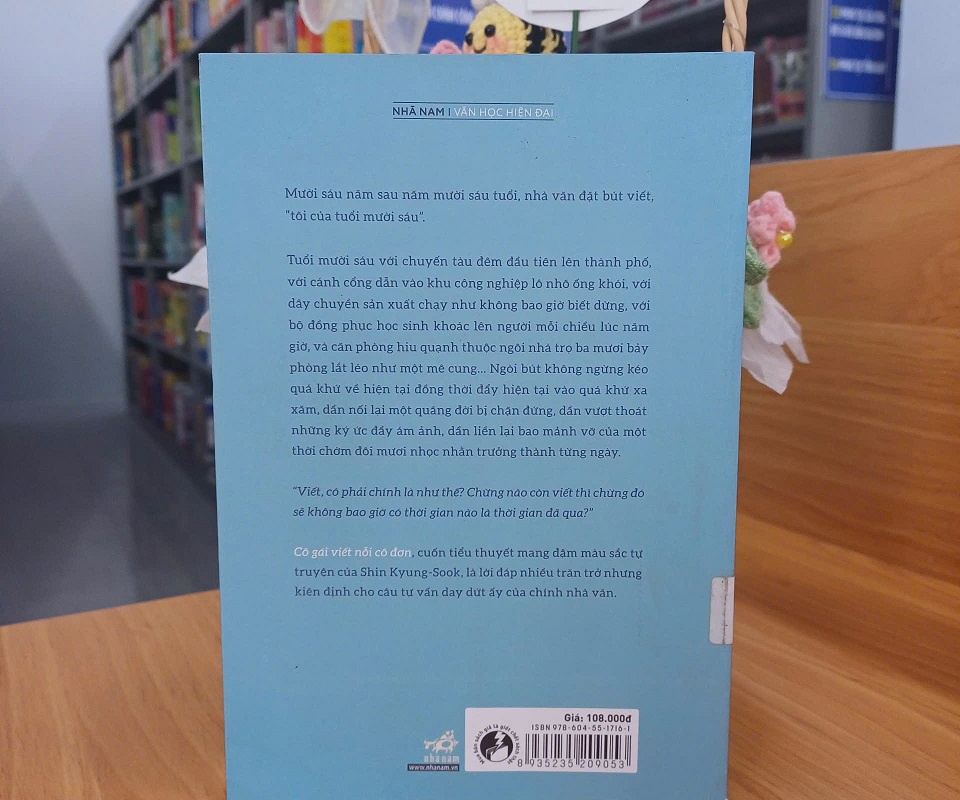 NHÃ NAM | VĂN HỌC HIỆN ĐẠI
Mười sáu năm sau năm mười sáu tuổi, nhà văn đặt bút viết,
"tôi của tuổi mười sáu".
Tuổi mười sáu với chuyến tàu đêm đầu tiên lên thành phố,
với cánh cổng dẫn vào khu công nghiệp lô nhô ống khói, với
dây chuyền sản xuất chạy như không bao giờ biết dừng, với
bộ đồng phục học sinh khoác lên người mỗi chiều lúc năm
giờ, và căn phòng hiu quạnh thuộc ngôi nhà trọ ba mươi bảy
phòng lắt léo như một mê cung... Ngòi bút không ngừng kéo
quá khứ về hiện tại đồng thời đẩy hiện tại vào quá khứ xa
xăm, dần nối lại một quãng đời bị chặn đứng, dần vượt thoát
những ký ức đầy ám ảnh, dần liền lại bao mảnh vỡ của một
thời chớm đôi mươi nhọc nhằn trưởng thành từng ngày.
"Viết, có phải chính là như thế? Chừng nào còn viết thì chừng đó
sẽ không bao giờ có thời gian nào là thời gian đã qua?"
Cô gái viết nỗi cô đơn, cuốn tiểu thuyết mang đậm màu sắc tự
truyện của Shin Kyung-Sook, là lời đáp nhiều trăn trở nhưng
kiên định cho câu tự vấn day dứt ấy của chính nhà văn.
Giá: 108.000đ
ISBN 978-604-55-1716-1
8 935235 209053
nhã nam
www.nhanam.vn